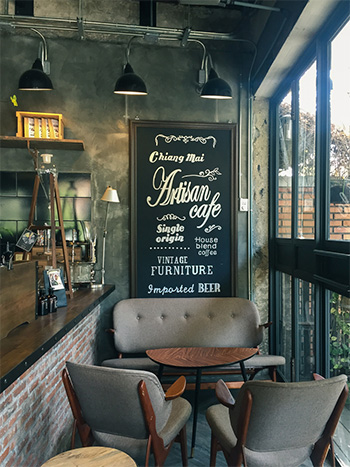 Chiang Mai
Artisan
cafe
Single origin
House blend coffee
VINTAGE
FURNITURE
Imported BEER